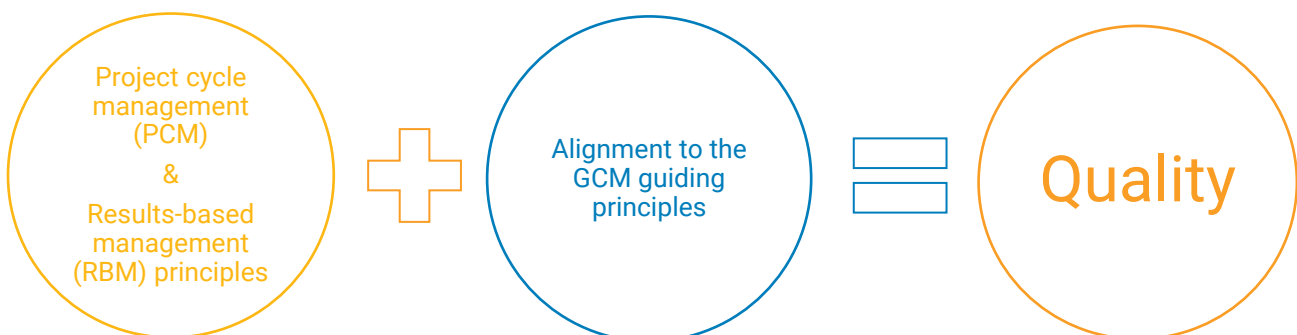 Project cycle
management
(PCM)
&
Results-based
management
(RBM) principles
Alignment to the
GCM guiding
principles
Quality